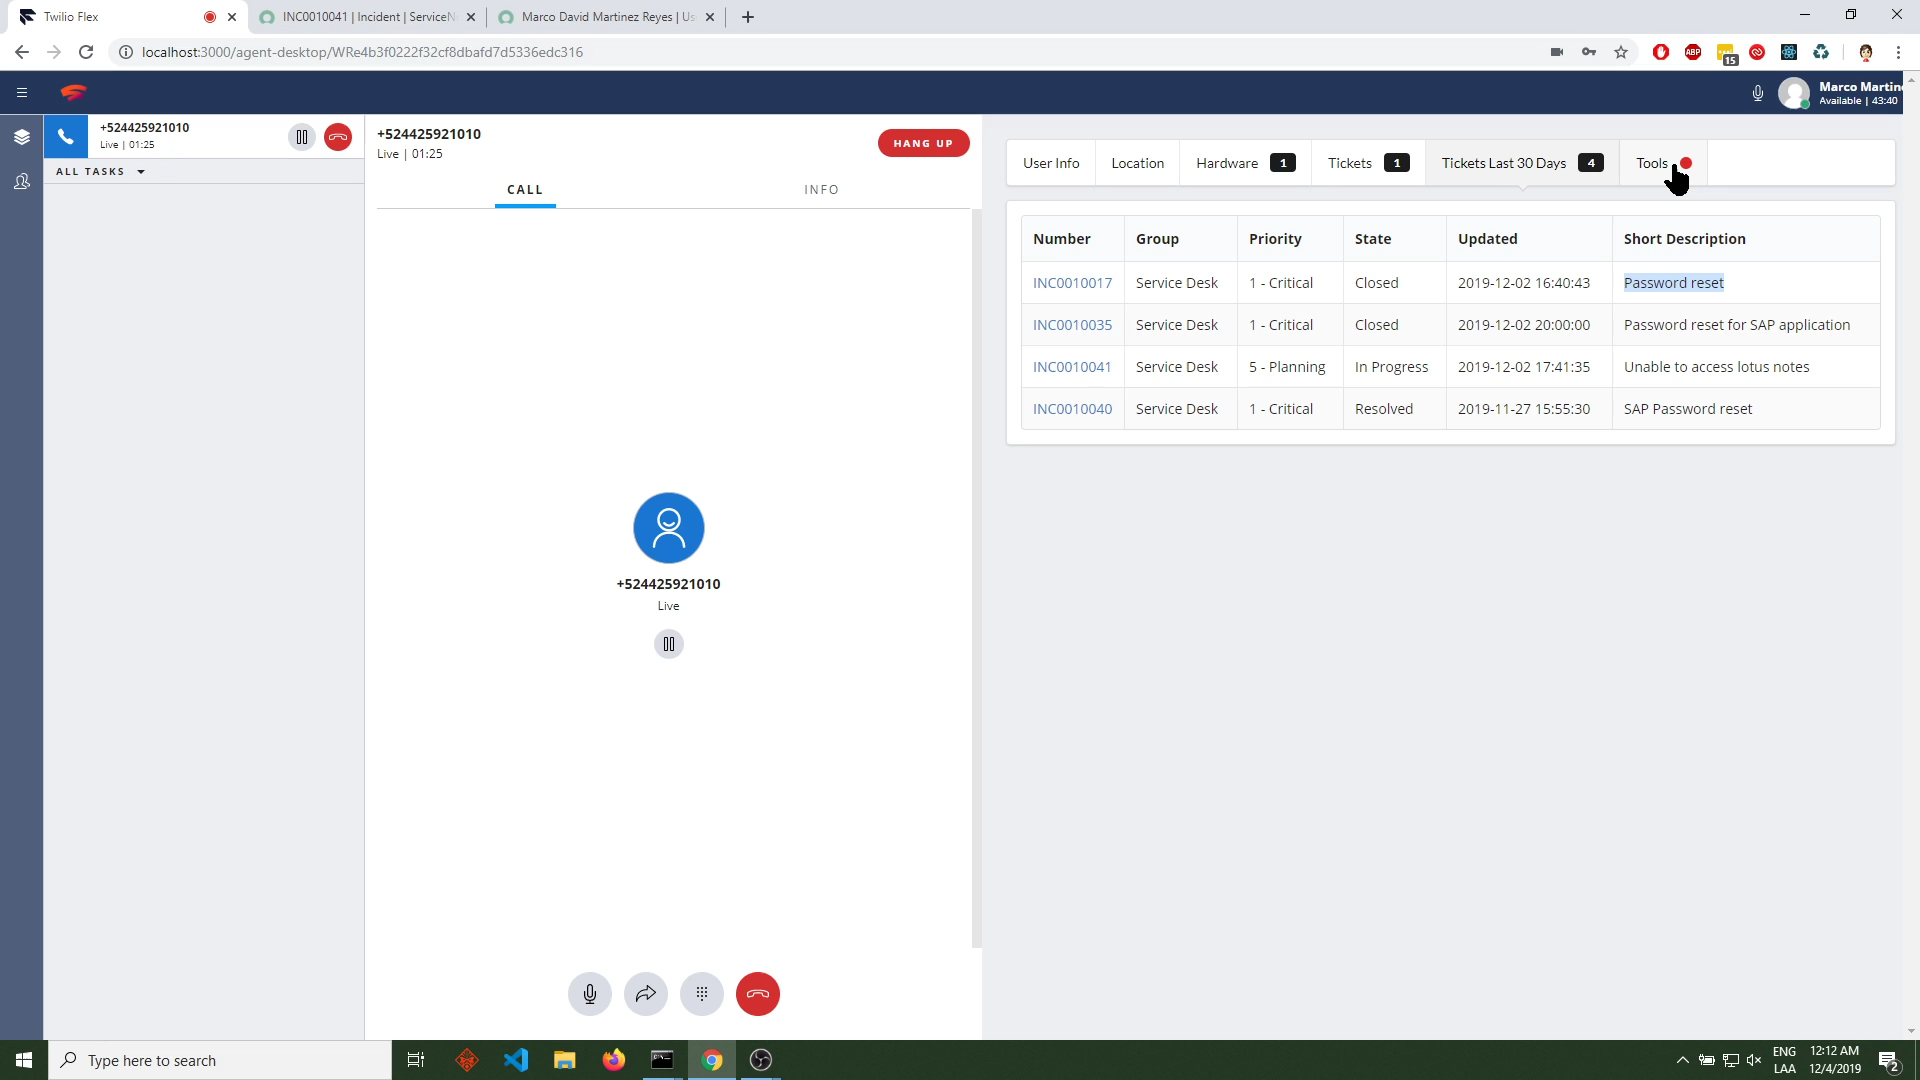 Twilio Flex
INC0010041 | Incident | ServiceN
Marco David Martinez Reyes | Us
localhost:3000/agent-desktop/WRe4b3f0222f32cf8dbafd7d5336edc316
ABP
15
Marco Martin
Available | 43:40
+524425921010
Live | 01:25
ALL TASKS
+524425921010
Live | 01:25
HANG UP
CALL
INFO
+524425921010
Live
User Info
Location
Hardware 1
Tickets 1
Tickets Last 30 Days 4
Tools
Number Group Priority State Updated Short Description
INC0010017 Service Desk 1 - Critical Closed 2019-12-02 16:40:43 Password reset
INC0010035 Service Desk 1 - Critical Closed 2019-12-02 20:00:00 Password reset for SAP application
INC0010041 Service Desk 5 - Planning In Progress 2019-12-02 17:41:35 Unable to access lotus notes
INC0010040 Service Desk 1 - Critical Resolved 2019-11-27 15:55:30 SAP Password reset
Type here to search
ENG
LAA
12:12 AM
12/4/2019
2